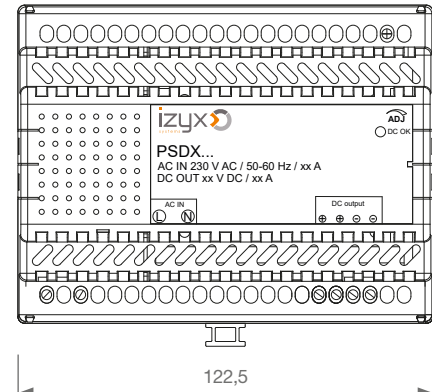 izyx
systems
ADJ
DC OK
PSDX...
AC IN 230 V AC / 50-60 Hz / xx A
DC OUT xx V DC / xx A
AC IN
L N
DC output
+ + - -
122,5